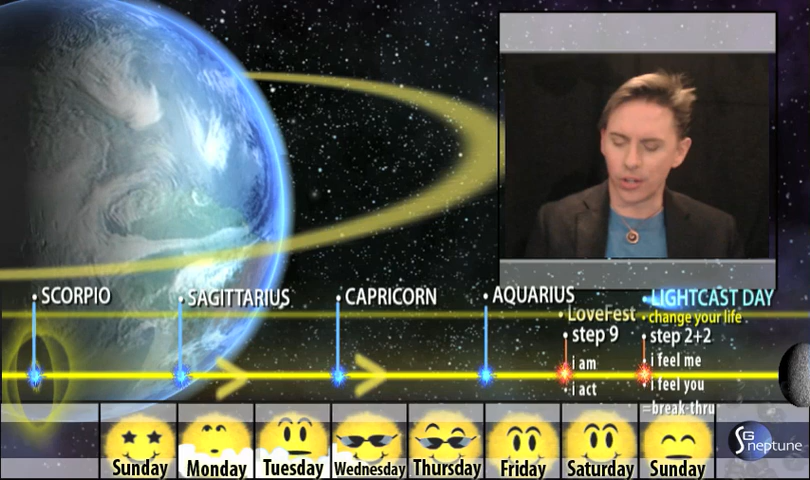 SCORPIO
SAGITTARIUS
CAPRICORN
AQUARIUS
LoveFest
step 9
i am
i act
LIGHTCAST DAY
change your life
step 2+2
i feel me
i feel you
=break-thru
Sunday
Monday
Tuesday
Wednesday
Thursday
Friday
Saturday
Sunday
SG
neptune